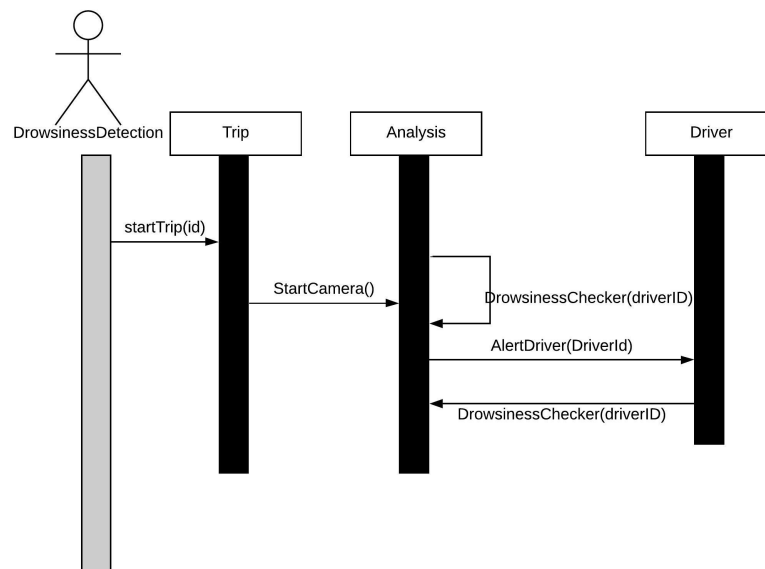 DrowsinessDetection
Trip
Analysis
Driver
startTrip(id)
StartCamera()
DrowsinessChecker(driverID)
AlertDriver(DriverId)
DrowsinessChecker(driverID)